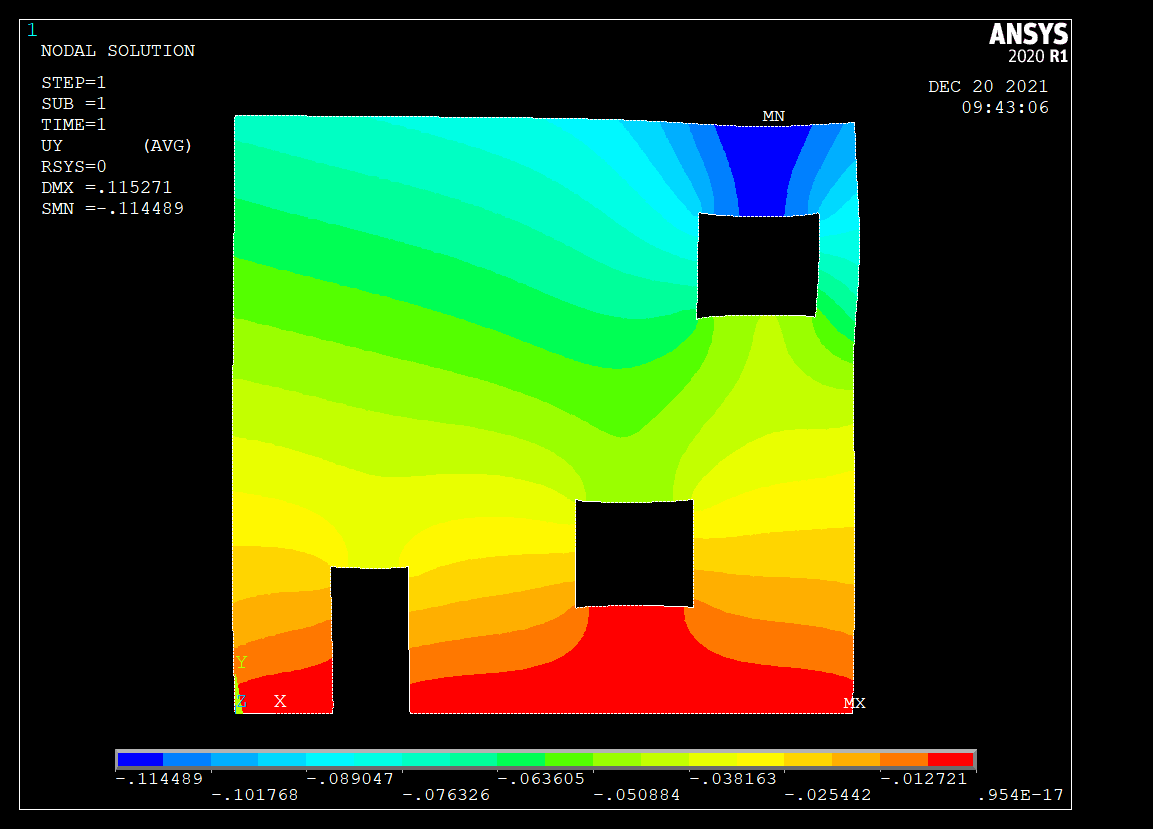 1
NODAL SOLUTION
STEP=1
SUB =1
TIME=1
UY (AVG)
RSYS=0
DMX =.115271
SMN =-.114489
ANSYS
2020 R1
DEC 20 2021
09:43:06
MN
Y
Z X
MX
-.114489 -.089047 -.063605 -.038163 -.012721
-.101768 -.076326 -.050884 -.025442 .954E-17